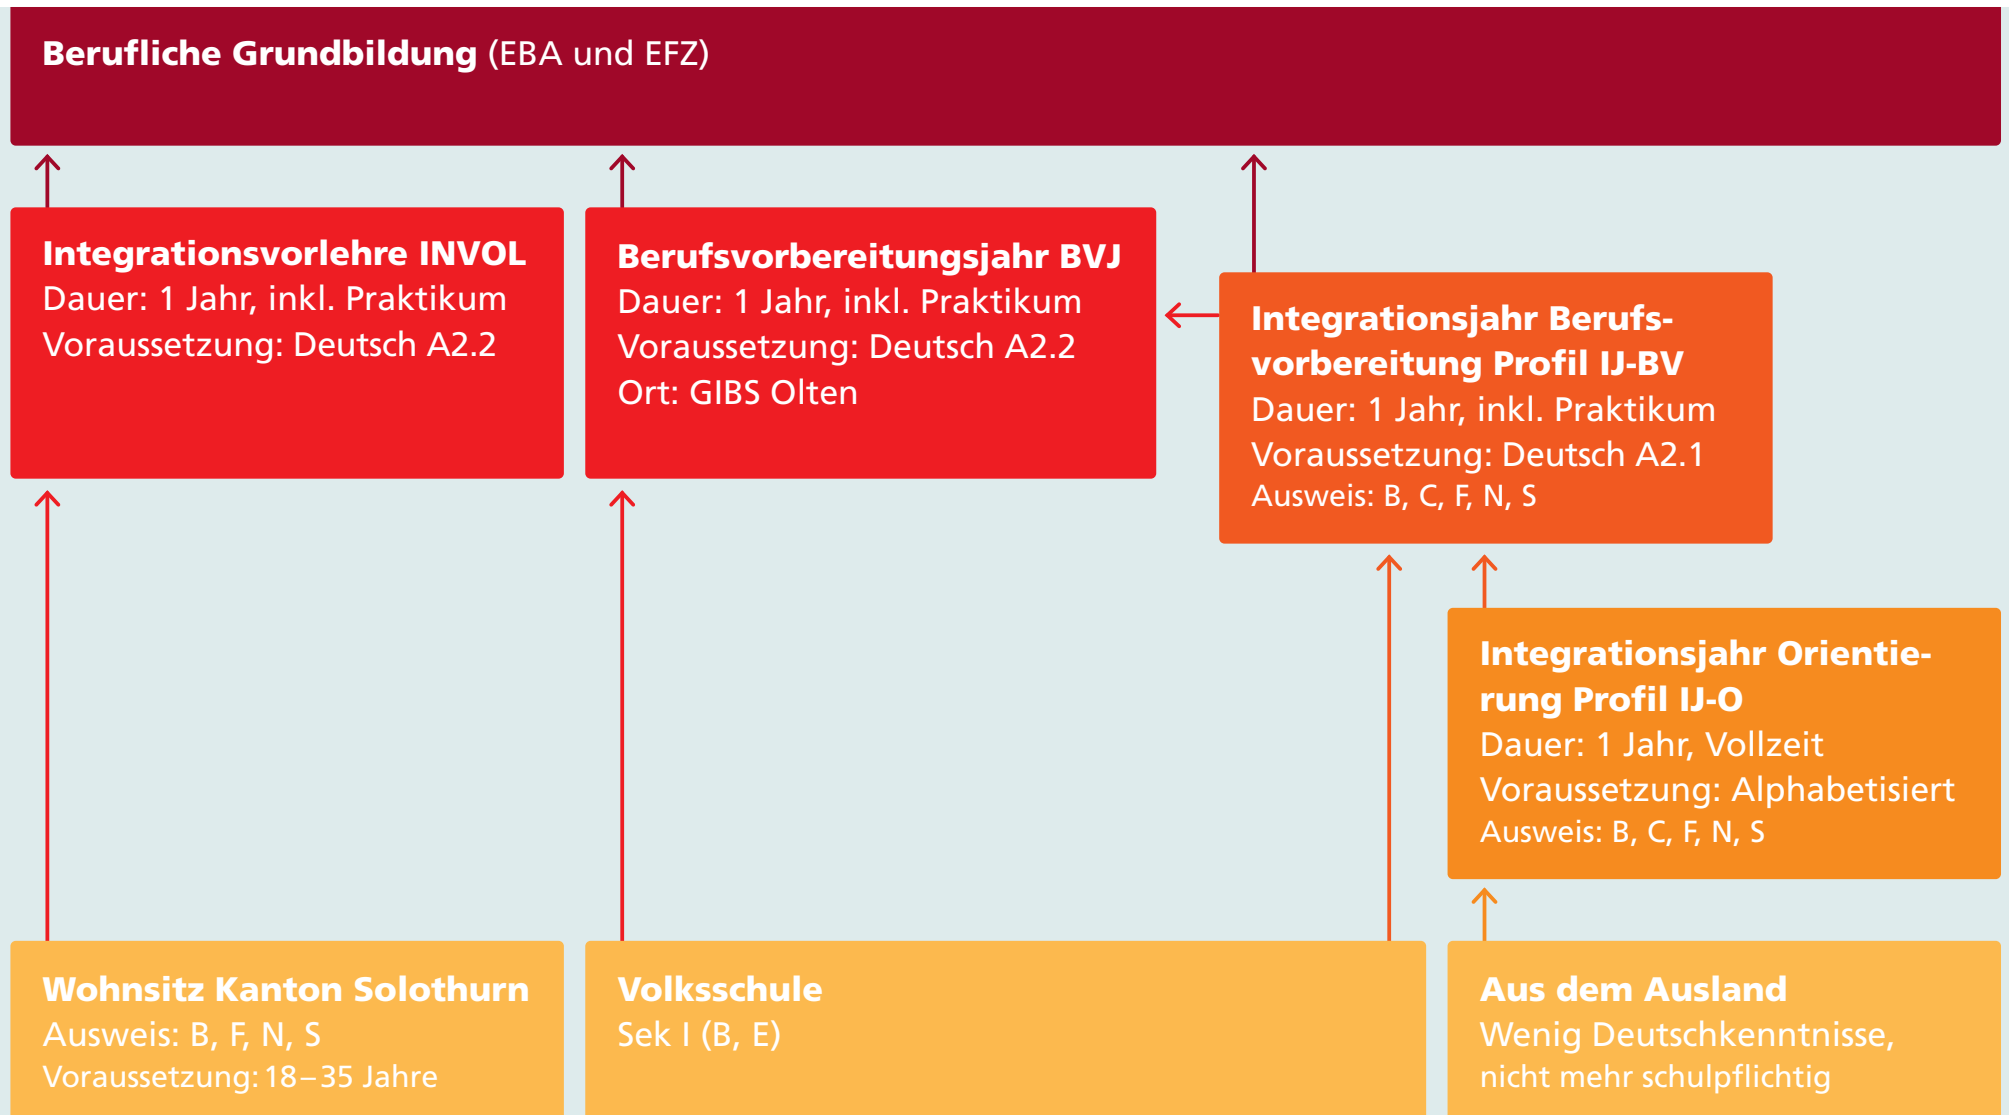 Berufliche Grundbildung (EBA und EFZ)
Integrationsvorlehre INVOL
Dauer: 1 Jahr, inkl. Praktikum
Voraussetzung: Deutsch A2.2
Berufsvorbereitungsjahr BVJ
Dauer: 1 Jahr, inkl. Praktikum
Voraussetzung: Deutsch A2.2
Ort: GIBS Olten
Integrationsjahr Berufs-
vorbereitung Profil IJ-BV
Dauer: 1 Jahr, inkl. Praktikum
Voraussetzung: Deutsch A2.1
Ausweis: B, C, F, N, S
Integrationsjahr Orientie-
rung Profil IJ-O
Dauer: 1 Jahr, Vollzeit
Voraussetzung: Alphabetisiert
Ausweis: B, C, F, N, S
Wohnsitz Kanton Solothurn
Ausweis: B, F, N, S
Voraussetzung: 18–35 Jahre
Volksschule
Sek I (B, E)
Aus dem Ausland
Wenig Deutschkenntnisse,
nicht mehr schulpflichtig